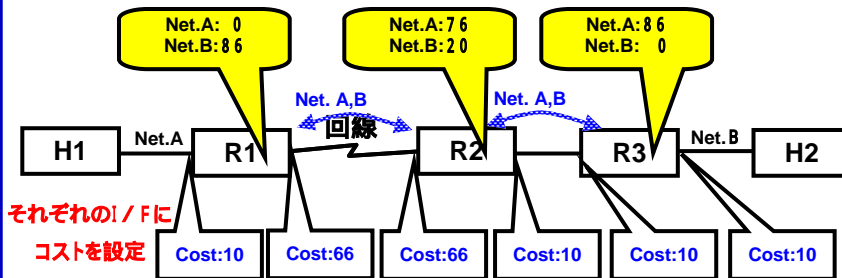 Net.A: 0
Net.B:86
Net.A:76
Net.B:20
Net.A:86
Net.B: 0
Net. A,B
Net. A,B
回線
H1
Net.A
R1
R2
R3
Net.B
H2
それぞれのI/Fに
コストを設定
Cost:10
Cost:66
Cost:66
Cost:10
Cost:10
Cost:10